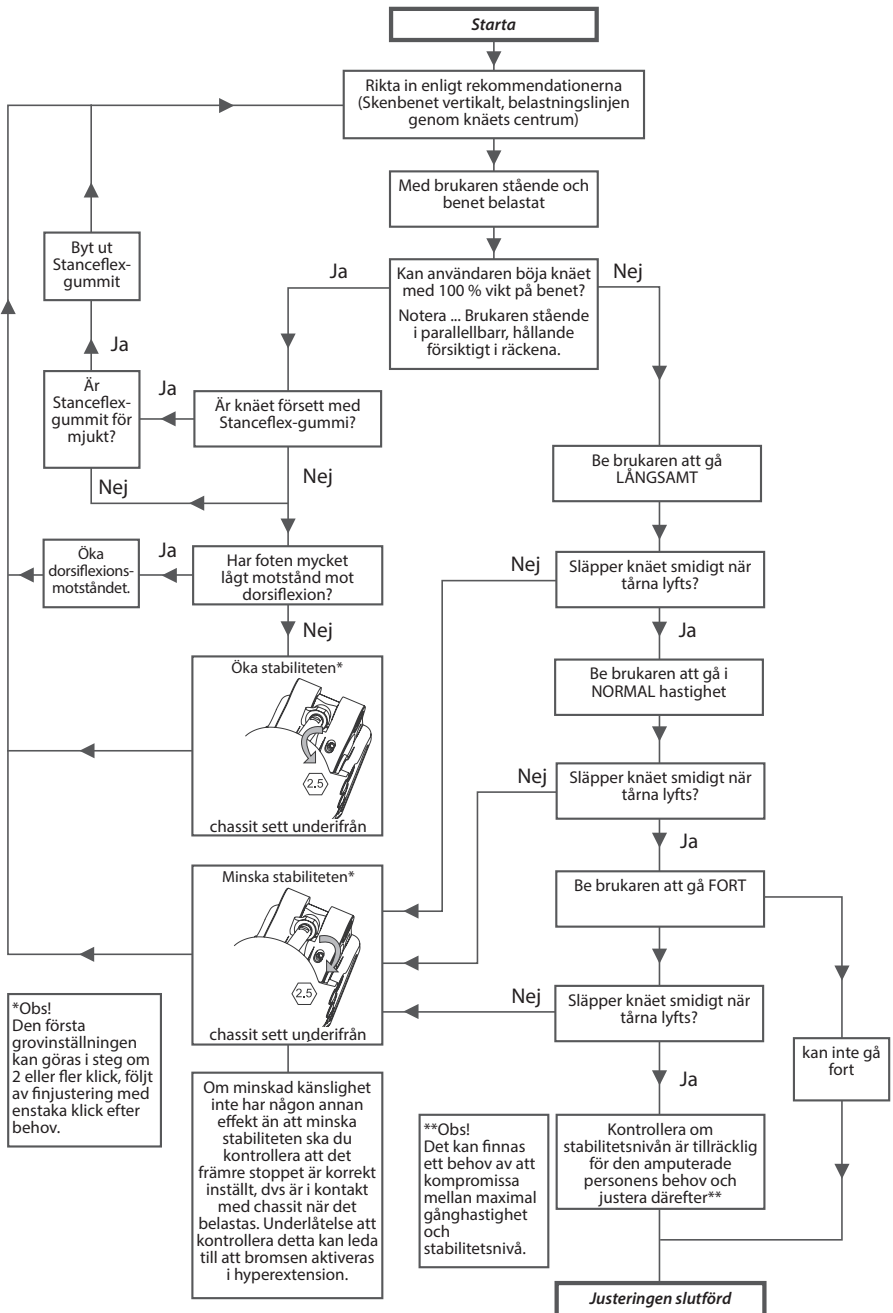 Starta
Rikta in enligt rekommendationerna
(Skenbenet vertikalt, belastningslinjen
genom knäets centrum)
Med brukaren stående och
benet belastat
Kan användaren böja knäet
med 100 % vikt på benet?
Notera ... Brukaren stående
i parallellbarr, hållande
försiktigt i räckena.
Ja
Nej
Byt ut
Stanceflex-
gummit
Ja
Är
Stanceflex-
gummit för
mjukt?
Ja
Är knäet försett med
Stanceflex-gummi?
Nej
Nej
Be brukaren att gå
LÅNGSAMT
Öka
dorsiflexions-
motståndet.
Ja
Har foten mycket
lågt motstånd mot
dorsiflexion?
Nej
Nej
Släpper knäet smidigt när
tårna lyfts?
Ja
Öka stabiliteten*
2.5
chassit sett underifrån
Be brukaren att gå i
NORMAL hastighet
Nej
Släpper knäet smidigt när
tårna lyfts?
Ja
Minska stabiliteten*
2.5
chassit sett underifrån
Be brukaren att gå FORT
Nej
Släpper knäet smidigt när
tårna lyfts?
Ja
kan inte gå
fort
*Obs!
Den första
grovinställningen
kan göras i steg om
2 eller fler klick, följt
av finjustering med
enstaka klick efter
behov.
Om minskad känslighet
inte har någon annan
effekt än att minska
stabiliteten ska du
kontrollera att det
främre stoppet är korrekt
inställt, dvs är i kontakt
med chassit när det
belastas. Underlåtelse att
kontrollera detta kan leda
till att bromsen aktiveras
i hyperextension.
**Obs!
Det kan finnas
ett behov av att
kompromissa
mellan maximal
gånghastighet
och
stabilitetsnivå.
Kontrollera om
stabilitetsnivån är tillräcklig
för den amputerade
personens behov och
justera därefter**
Justeringen slutförd